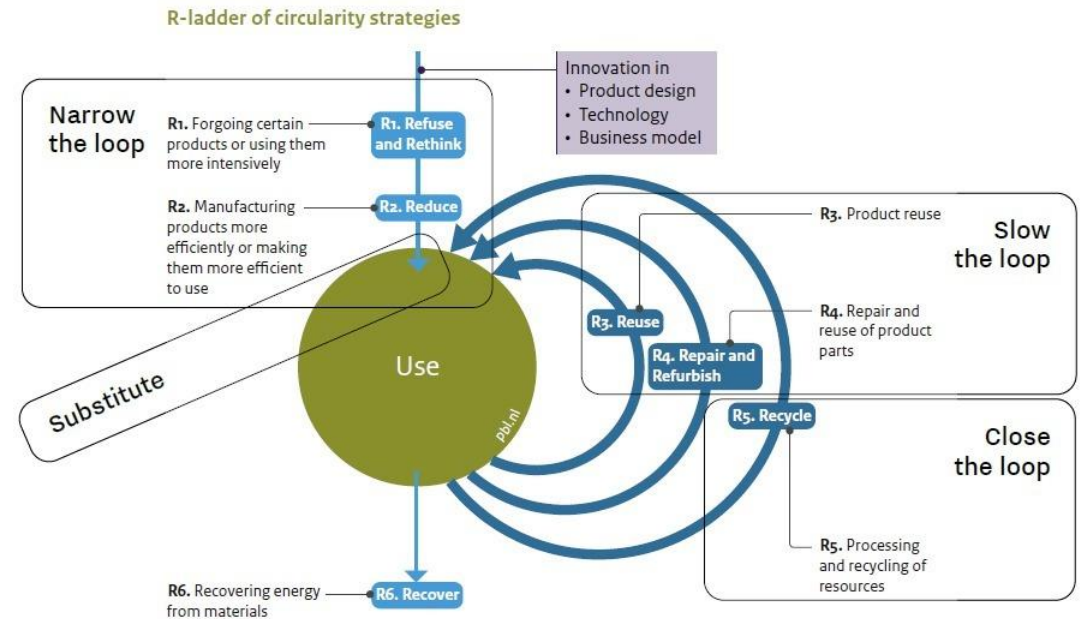 R-ladder of circularity strategies
Innovation in
• Product design
• Technology
• Business model
Narrow
the loop
R1. Forgoing certain
products or using them
more intensively
R1. Refuse
and Rethink
R2. Manufacturing
products more
efficiently or making
them more efficient
to use
R2. Reduce
Substitute
Use
Pbl.nl
R3. Reuse
R3. Product reuse
Slow
the loop
R4. Repair and
Refurbish
R4. Repair and
reuse of product
parts
R5. Recycle
Close
the loop
R5. Processing
and recycling of
resources
R6. Recovering energy
from materials
R6. Recover